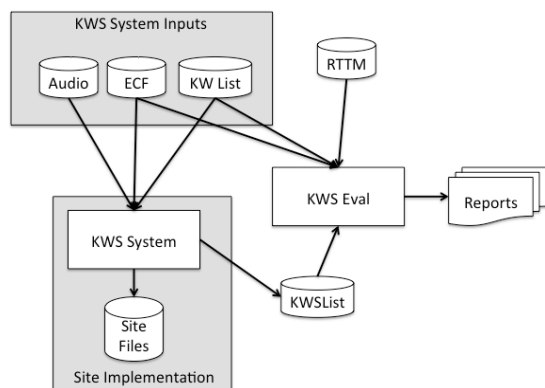 KWS System Inputs
Audio
ECF
KW List
RTTM
KWS Eval
Reports
KWS System
KWSList
Site
Files
Site Implementation